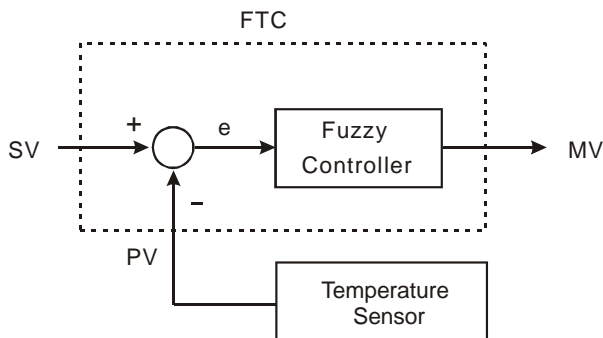 FTC
+
e
SV
Fuzzy
Controller
MV
−
PV
Temperature
Sensor